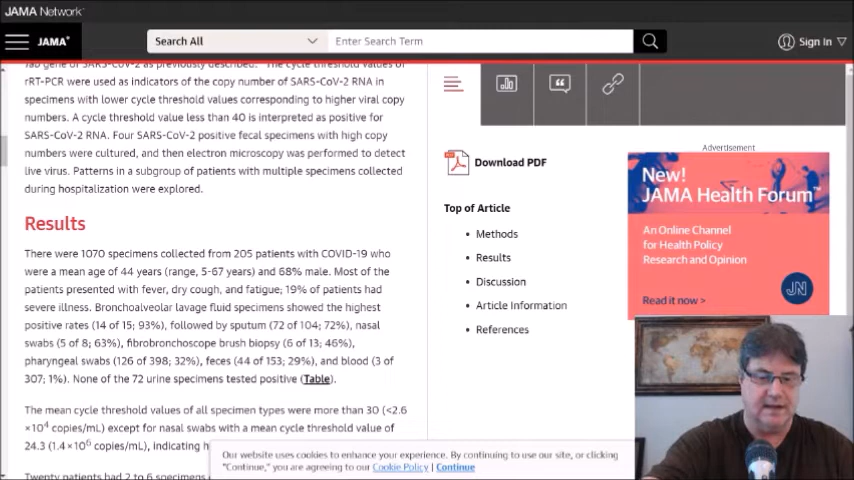 JAMA Network™
JAMA®
Search All
Enter Search Term
Sign In
gene of SARS-CoV-2 as previously described. The cycle threshold values of
rRT-PCR were used as indicators of the copy number of SARS-CoV-2 RNA in
specimens with lower cycle threshold values corresponding to higher viral copy
numbers. A cycle threshold value less than 40 is interpreted as positive for
SARS-CoV-2 RNA. Four SARS-CoV-2 positive fecal specimens with high copy
numbers were cultured, and then electron microscopy was performed to detect
live virus. Patterns in a subgroup of patients with multiple specimens collected
during hospitalization were explored.
Results
There were 1070 specimens collected from 205 patients with COVID-19 who
were a mean age of 44 years (range, 5-67 years) and 68% male. Most of the
patients presented with fever, dry cough, and fatigue; 19% of patients had
severe illness. Bronchoalveolar lavage fluid specimens showed the highest
positive rates (14 of 15; 93%), followed by sputum (72 of 104; 72%), nasal
swabs (5 of 8; 63%), fibrobronchoscope brush biopsy (6 of 13; 46%),
pharyngeal swabs (126 of 398; 32%), feces (44 of 153; 29%), and blood (3 of
307; 1%). None of the 72 urine specimens tested positive (Table).
The mean cycle threshold values of all specimen types were more than 30 (<2.6
×10⁴ copies/mL) except for nasal swabs with a mean cycle threshold value of
24.3 (1.4×10⁶ copies/mL), indicating
Twenty patients had 2 to 6 specimens
Download PDF
Top of Article
• Methods
• Results
• Discussion
• Article Information
• References
Advertisement
New!
JAMA Health Forum™
An Online Channel
for Health Policy
Research and Opinion
Read it now >
JN
Our website uses cookies to enhance your experience. By continuing to use our site, or clicking
"Continue," you are agreeing to our Cookie Policy | Continue